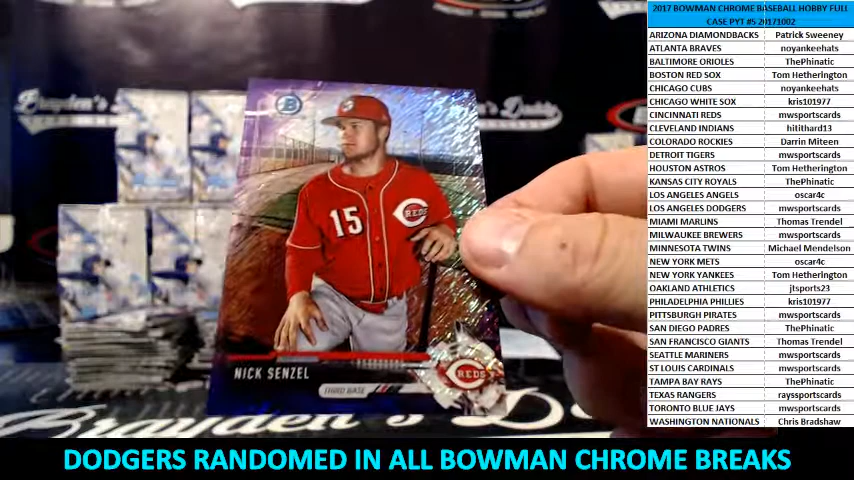 2017 BOWMAN CHROME BASEBALL HOBBY FULL
CASE PYT #5 20171002
ARIZONA DIAMONDBACKS Patrick Sweeney
ATLANTA BRAVES noyankeehats
BALTIMORE ORIOLES ThePhinatic
BOSTON RED SOX Tom Hetherington
CHICAGO CUBS noyankeehats
CHICAGO WHITE SOX kris101977
CINCINNATI REDS mwsportscards
CLEVELAND INDIANS hitithard13
COLORADO ROCKIES Darrin Miteen
DETROIT TIGERS mwsportscards
HOUSTON ASTROS Tom Hetherington
KANSAS CITY ROYALS ThePhinatic
LOS ANGELES ANGELS oscar4c
LOS ANGELES DODGERS mwsportscards
MIAMI MARLINS Thomas Trendel
MILWAUKEE BREWERS mwsportscards
MINNESOTA TWINS Michael Mendelson
NEW YORK METS oscar4c
NEW YORK YANKEES Tom Hetherington
OAKLAND ATHLETICS jtsports23
PHILADELPHIA PHILLIES kris101977
PITTSBURGH PIRATES mwsportscards
SAN DIEGO PADRES ThePhinatic
SAN FRANCISCO GIANTS Thomas Trendel
SEATTLE MARINERS mwsportscards
ST LOUIS CARDINALS mwsportscards
TAMPA BAY RAYS ThePhinatic
TEXAS RANGERS rayssportscards
TORONTO BLUE JAYS mwsportscards
WASHINGTON NATIONALS Chris Bradshaw
Brayden's Daddy
15
REDS
NICK SENZEL
THIRD BASE
REDS
Brayden's D
DODGERS RANDOMED IN ALL BOWMAN CHROME BREAKS